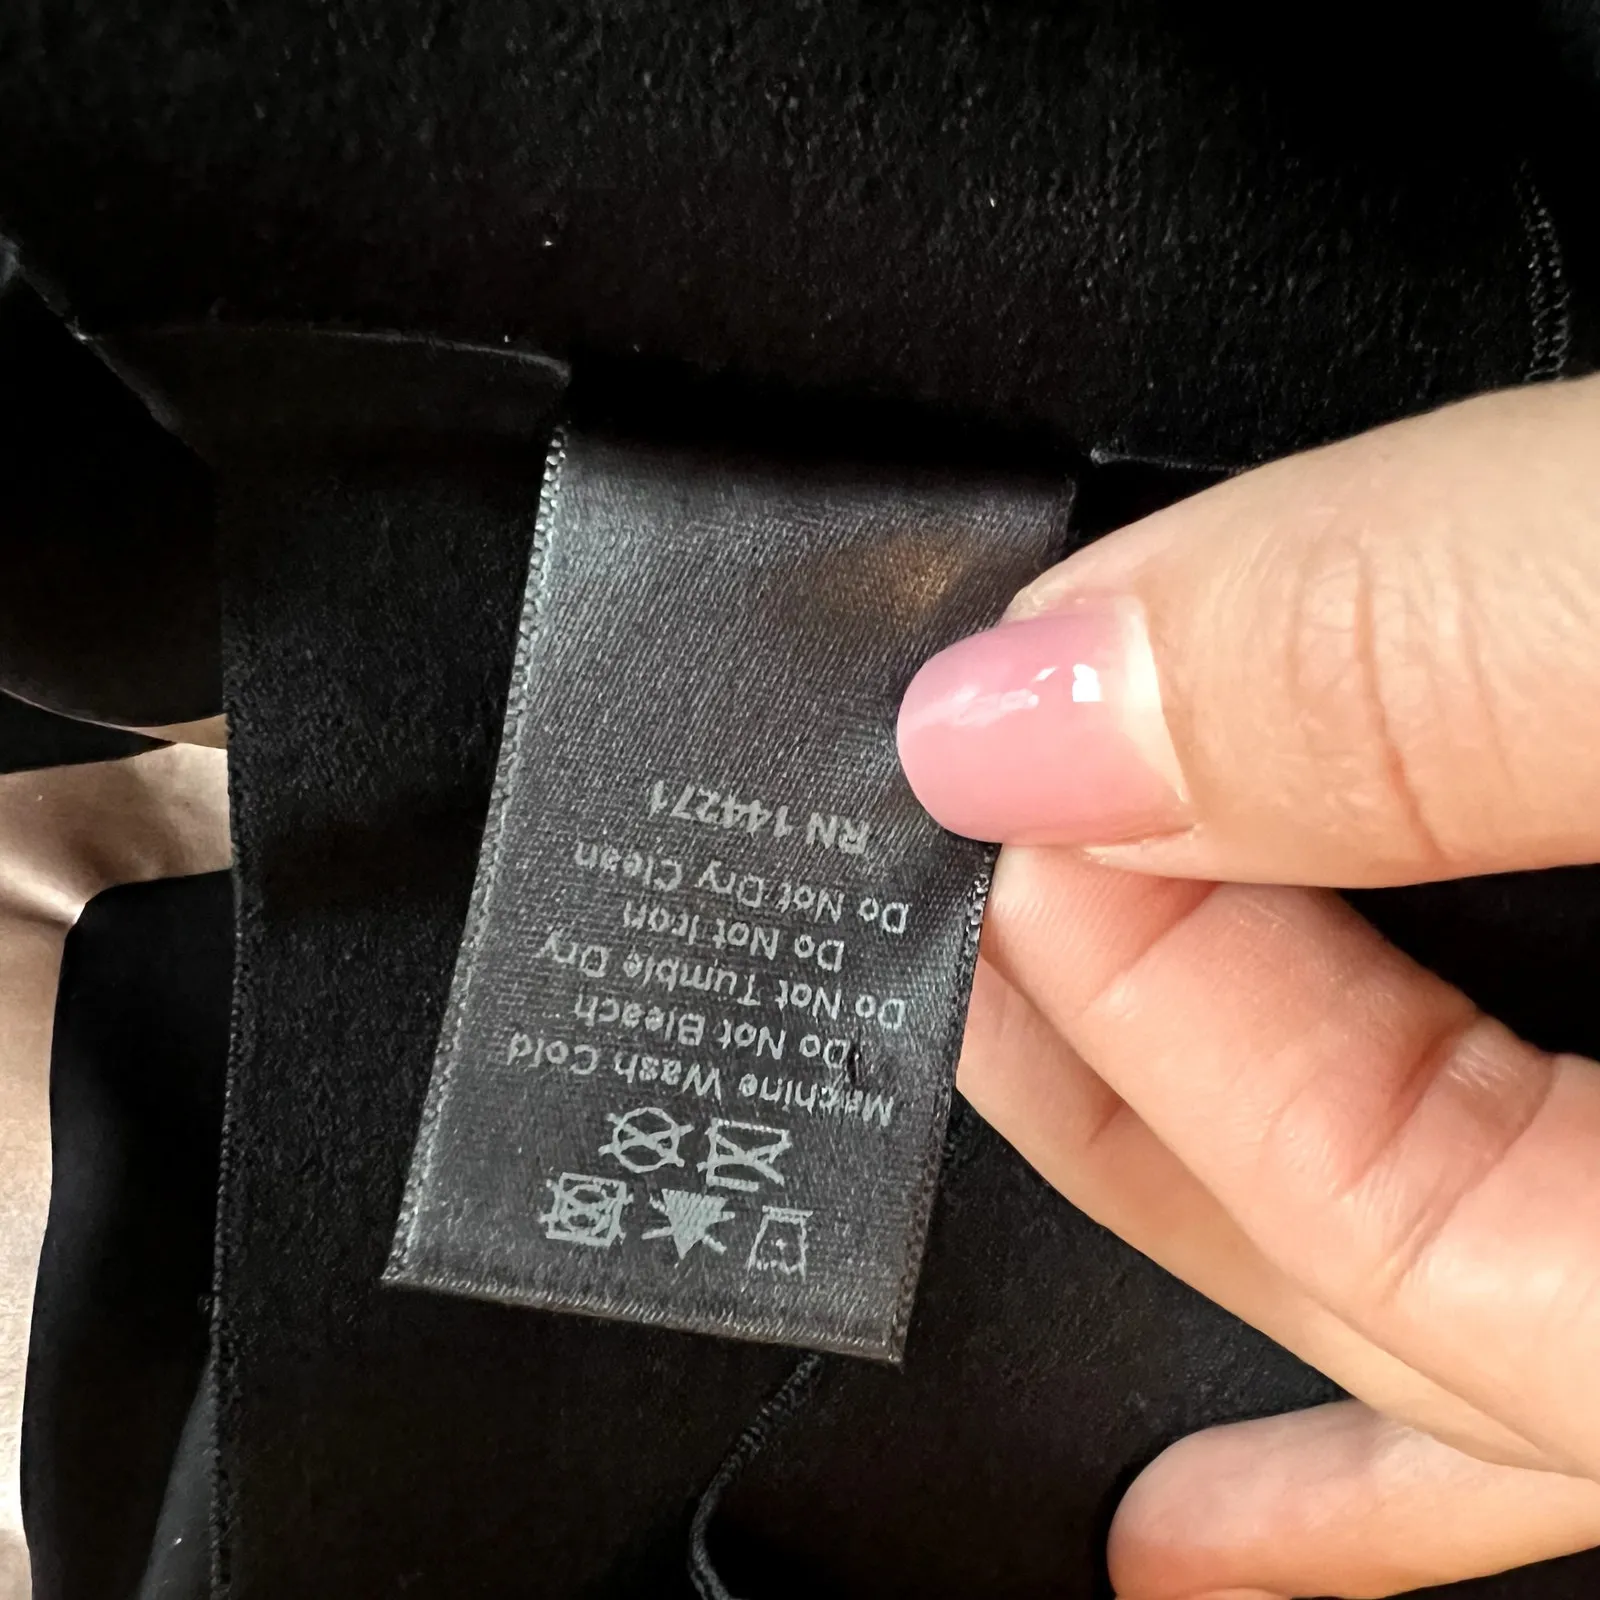 Machine Wash Cold
Do Not Bleach
Do Not Tumble Dry
Do Not Iron
Do Not Dry Clean
RN 144271